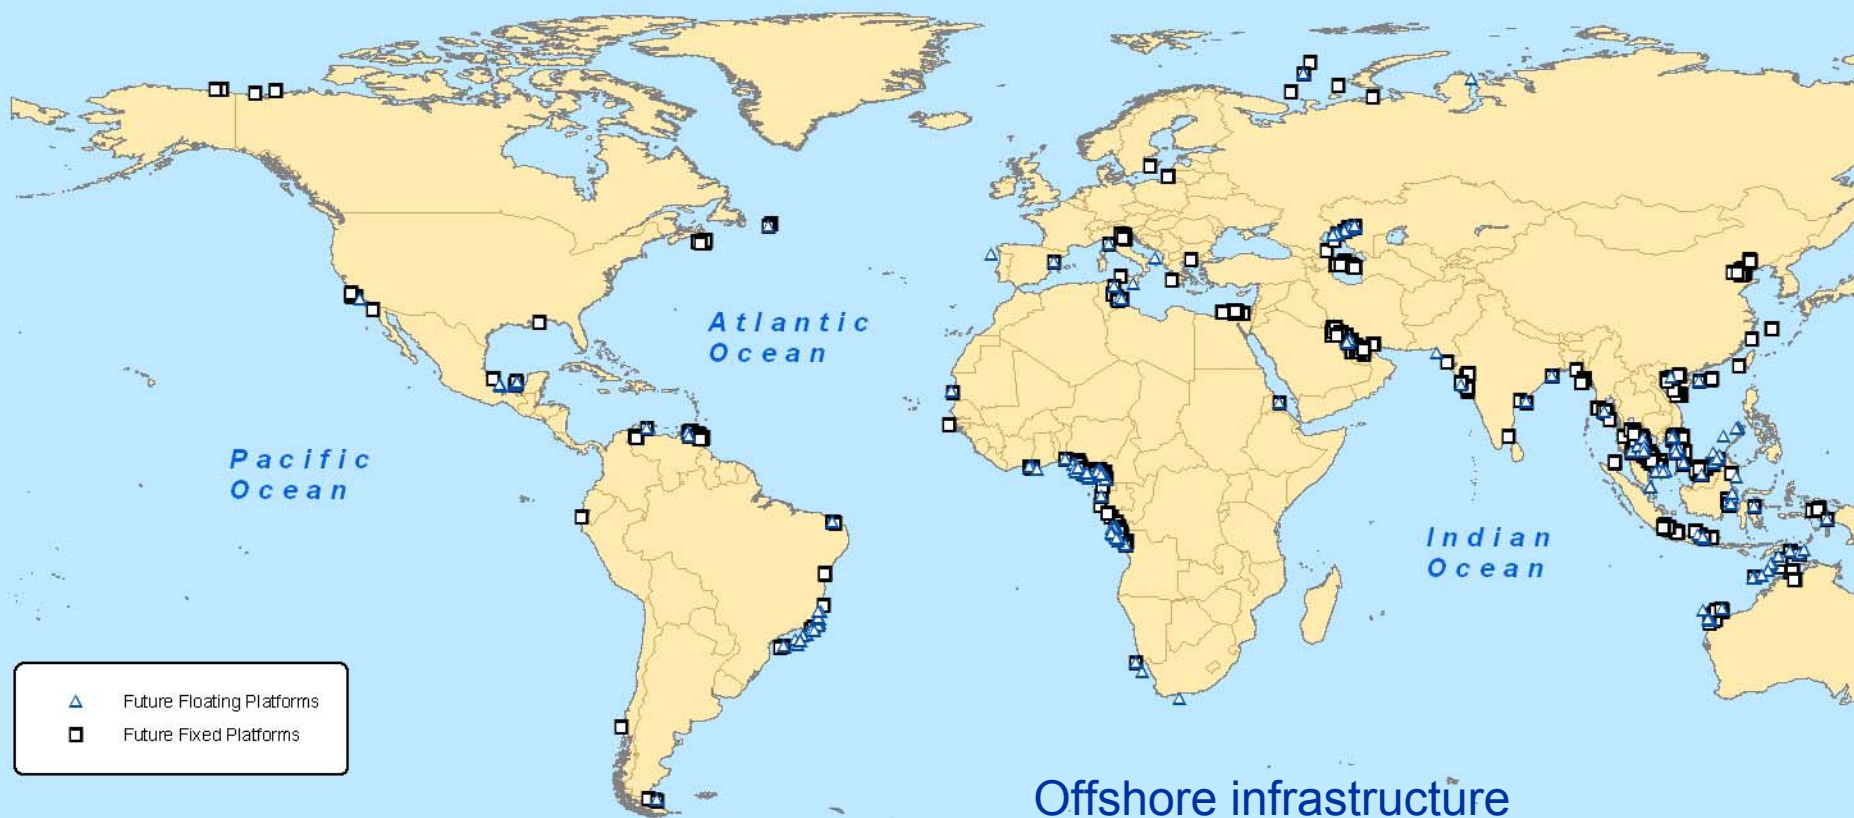 Atlantic
Ocean
Pacific
Ocean
Indian
Ocean
Future Floating Platforms
Future Fixed Platforms
Offshore infrastructure